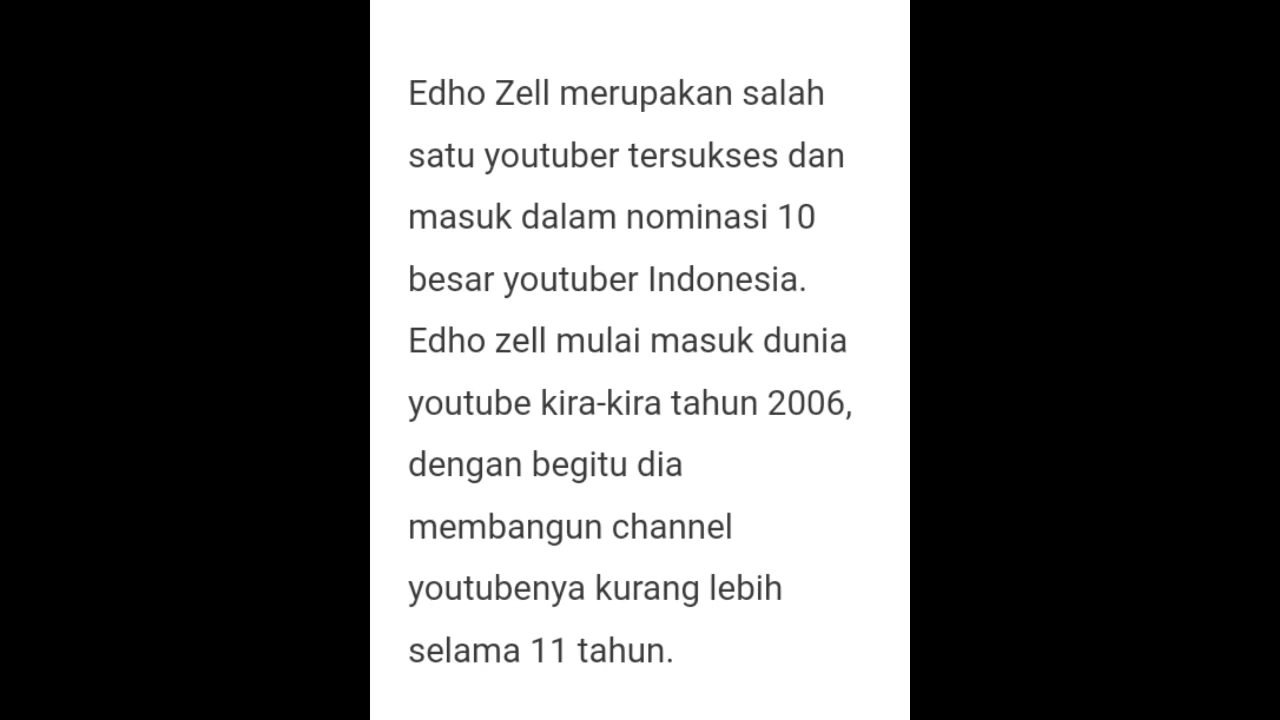 Edho Zell merupakan salah
satu youtuber tersukses dan
masuk dalam nominasi 10
besar youtuber Indonesia.
Edho zell mulai masuk dunia
youtube kira-kira tahun 2006,
dengan begitu dia
membangun channel
youtubenya kurang lebih
selama 11 tahun.